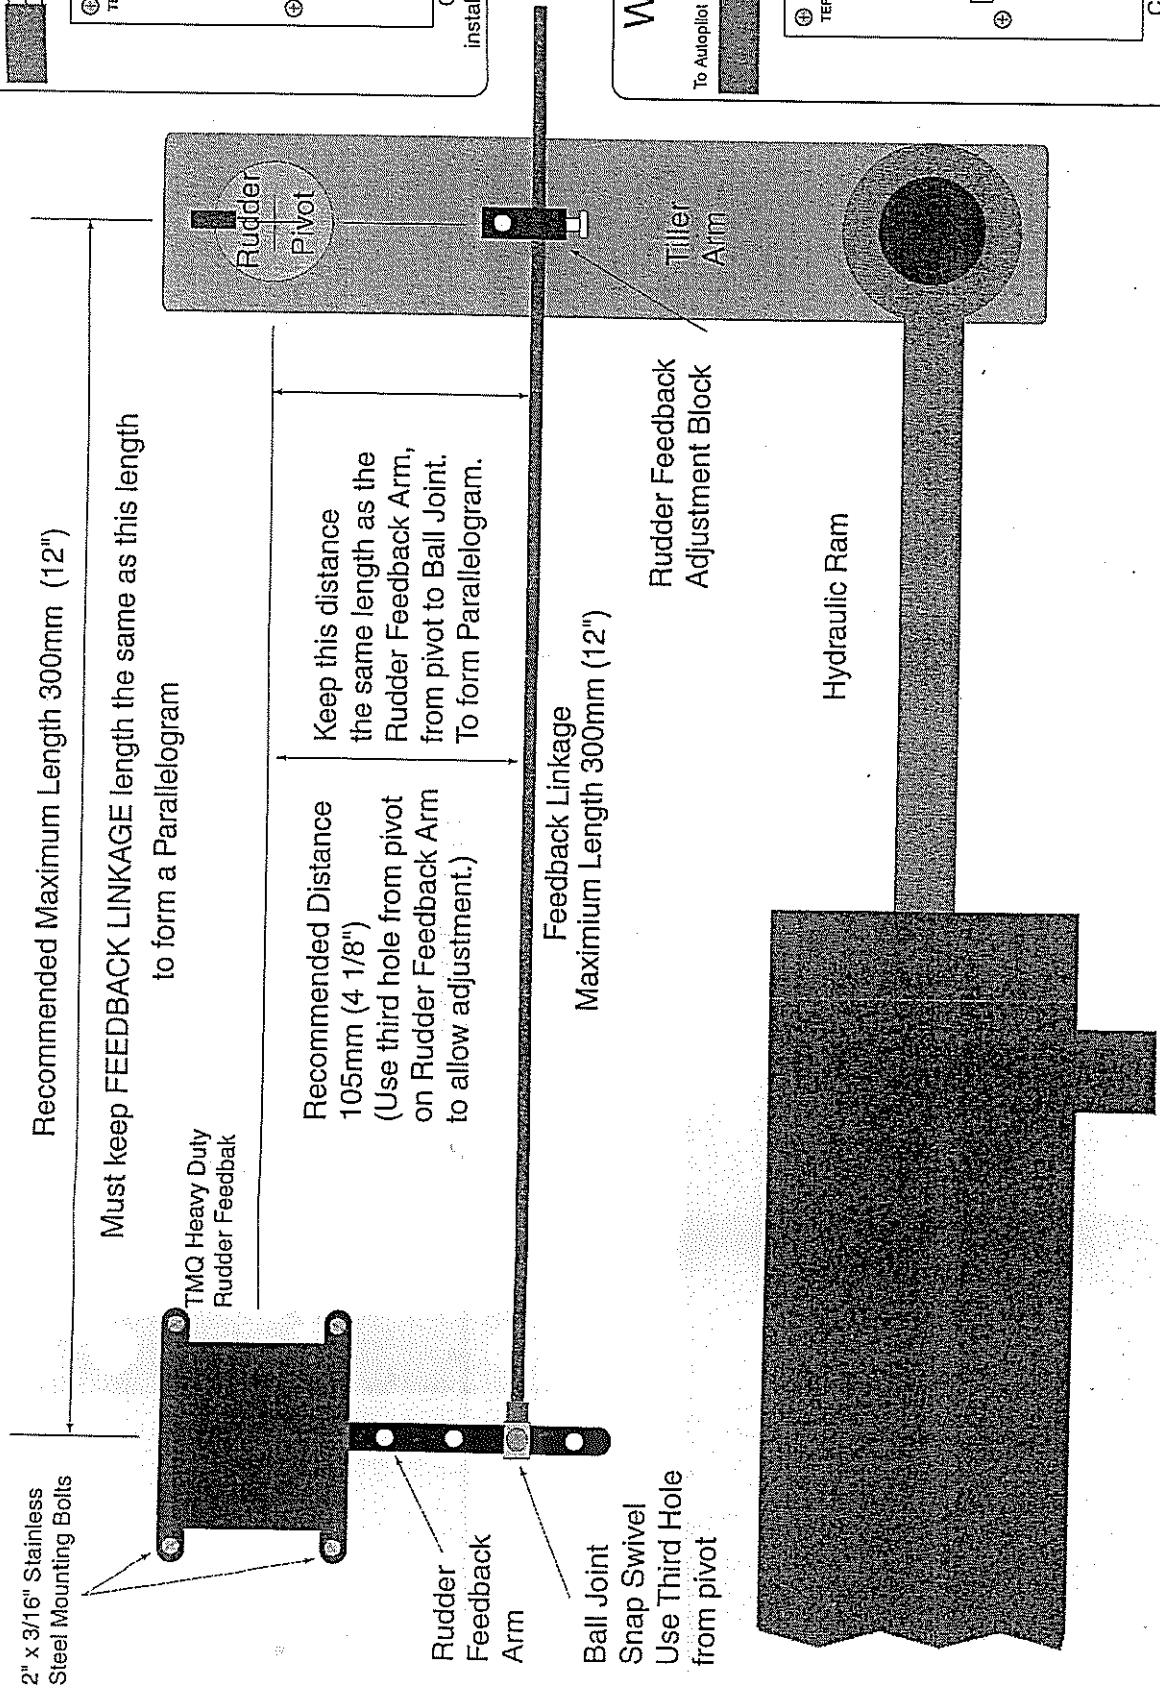 2" x 3/16" Stainless
Steel Mounting Bolts
Recommended Maximum Length 300mm (12")
Must keep FEEDBACK LINKAGE length the same as this length
to form a Parallelogram
TMQ Heavy Duty
Rudder Feedbak
Rudder
Pivot
Recommended Distance
105mm (4 1/8")
(Use third hole from pivot
on Rudder Feedback Arm
to allow adjustment.)
Keep this distance
the same length as the
Rudder Feedback Arm,
from pivot to Ball Joint.
To form Parallelogram.
Rudder
Feedback
Arm
Ball Joint
Snap Swivel
Use Third Hole
from pivot
Feedback Linkage
Maximium Length 300mm (12")
Rudder Feedback
Adjustment Block
Tiller
Arm
Hydraulic Ram
To Autopilot